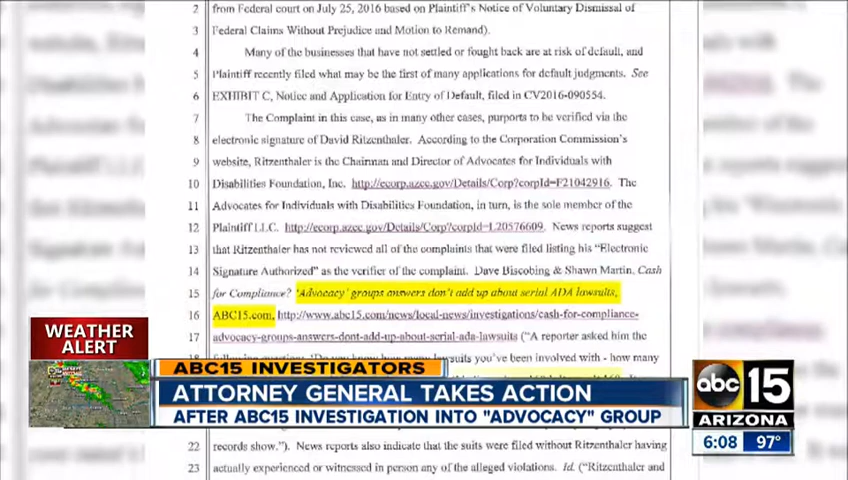 2 from Federal court on July 25, 2016 based on Plaintiff's Notice of Voluntary Dismissal of
3 Federal Claims Without Prejudice and Motion to Remand).
4 Many of the businesses that have not settled or fought back are at risk of default, and
5 Plaintiff recently filed what may be the first of many applications for default judgments. See
6 EXHIBIT C, Notice and Application for Entry of Default, filed in CV2016-090554.
7 The Complaint in this case, as in many other cases, purports to be verified via the
8 electronic signature of David Ritzenthaler. According to the Corporation Commission's
9 website, Ritzenthaler is the Chairman and Director of Advocates for Individuals with
10 Disabilities Foundation, Inc. http://ecorp.azcc.gov/Details/Corp?corpId=F21042916. The
11 Advocates for Individuals with Disabilities Foundation, in turn, is the sole member of the
12 Plaintiff LLC. http://ecorp.azcc.gov/Details/Corp?corpId=L20576609. News reports suggest
13 that Ritzenthaler has not reviewed all of the complaints that were filed listing his "Electronic
14 Signature Authorized" as the verifier of the complaint. Dave Biscobing & Shawn Martin, Cash
15 for Compliance? 'Advocacy' groups answers don't add up about serial ADA lawsuits,
16 ABC15.com, http://www.abc15.com/news/local-news/investigations/cash-for-compliance-
17 advocacy-groups-answers-dont-add-up-about-serial-ada-lawsuits ("A reporter asked him the
lawsuits you've been involved with - how many
WEATHER
ALERT
ABC15 INVESTIGATORS
ATTORNEY GENERAL TAKES ACTION
AFTER ABC15 INVESTIGATION INTO "ADVOCACY" GROUP
abc 15
ARIZONA
6:08 97°
22 records show."). News reports also indicate that the suits were filed without Ritzenthaler having
23 actually experienced or witnessed in person any of the alleged violations. Id. ("Ritzenthaler and